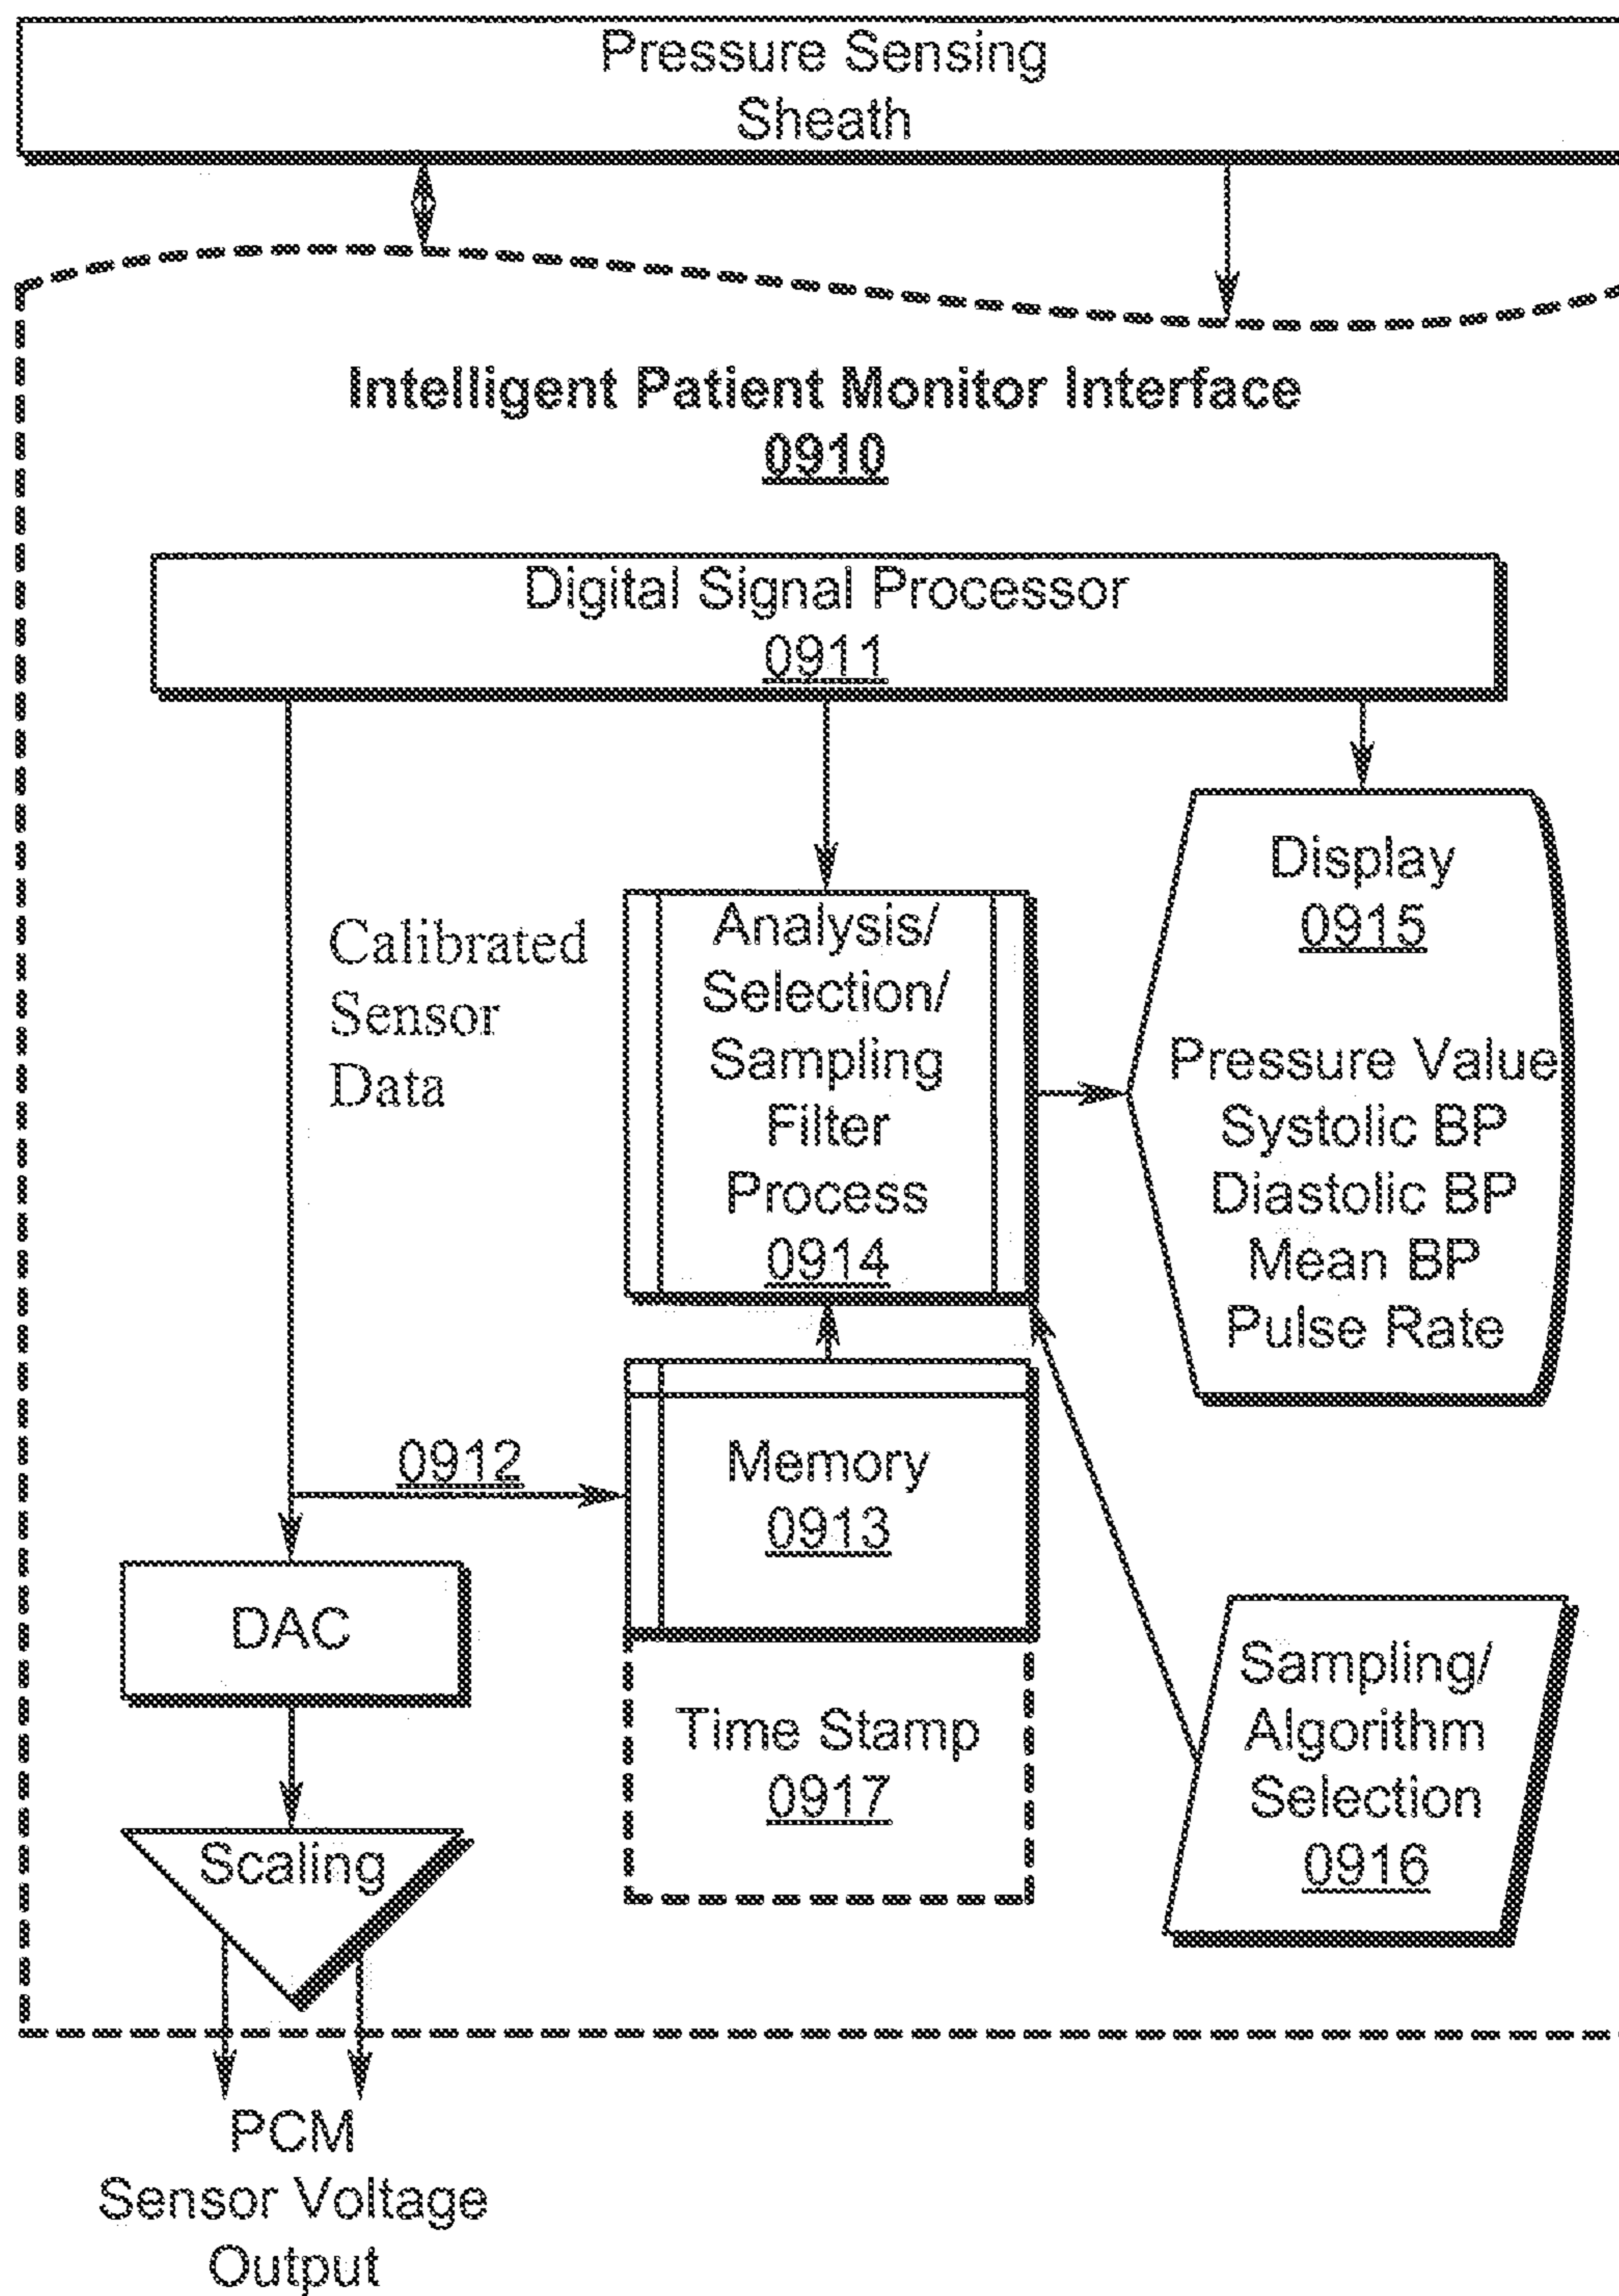 Pressure Sensing
Sheath
Intelligent Patient Monitor Interface
0910
Digital Signal Processor
0911
Calibrated
Sensor
Data
Analysis/
Selection/
Sampling
Filter
Process
0914
Display
0915
Pressure Value
Systolic BP
Diastolic BP
Mean BP
Pulse Rate
0912
Memory
0913
DAC
Time Stamp
0917
Sampling/
Algorithm
Selection
0916
Scaling
PCM
Sensor Voltage
Output